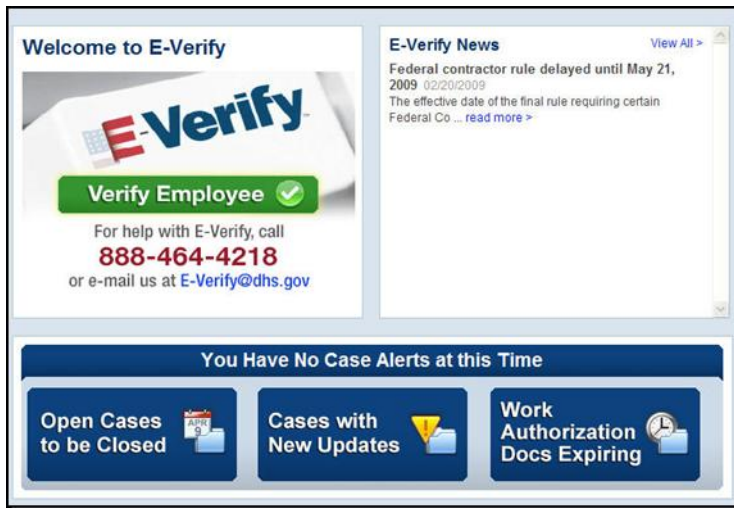 Welcome to E-Verify
E-Verify
Verify Employee
For help with E-Verify, call
888-464-4218
or e-mail us at E-Verify@dhs.gov
E-Verify News
View All >
Federal contractor rule delayed until May 21,
2009 02/20/2009
The effective date of the final rule requiring certain
Federal Co ... read more >
You Have No Case Alerts at this Time
Open Cases
to be Closed
APR
9
Cases with
New Updates
Work
Authorization
Docs Expiring